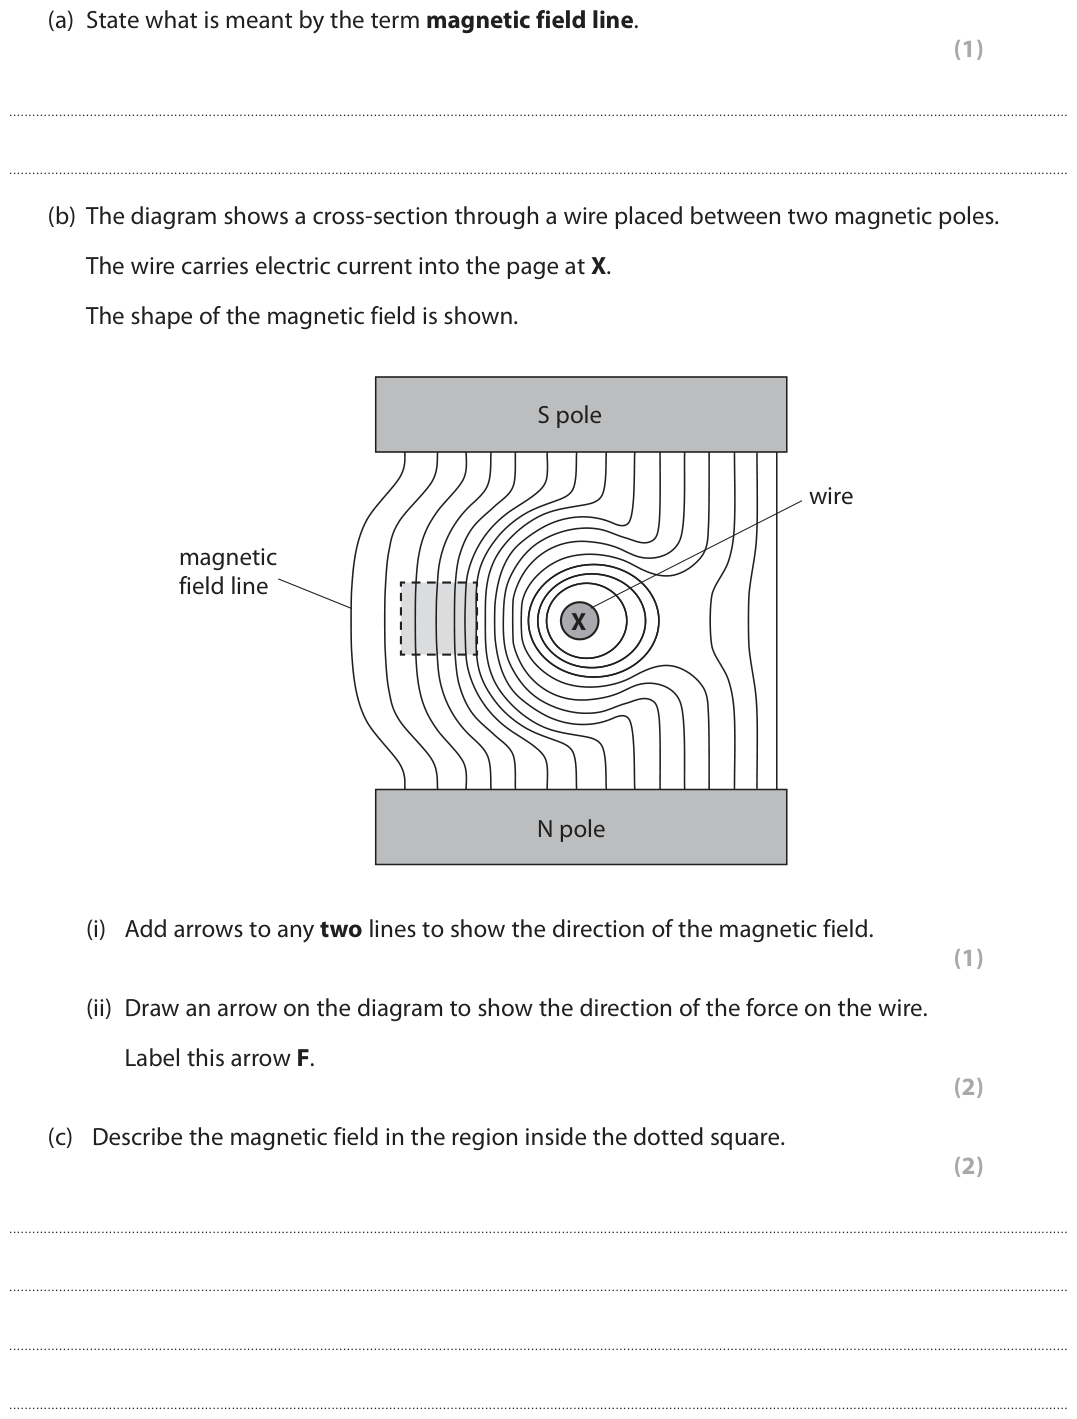 (a) State what is meant by the term magnetic field line.
(1)
(b) The diagram shows a cross-section through a wire placed between two magnetic poles.
The wire carries electric current into the page at X.
The shape of the magnetic field is shown.
S pole
wire
magnetic
field line
X
N pole
(i) Add arrows to any two lines to show the direction of the magnetic field.
(1)
(ii) Draw an arrow on the diagram to show the direction of the force on the wire.
Label this arrow F.
(2)
(c) Describe the magnetic field in the region inside the dotted square.
(2)